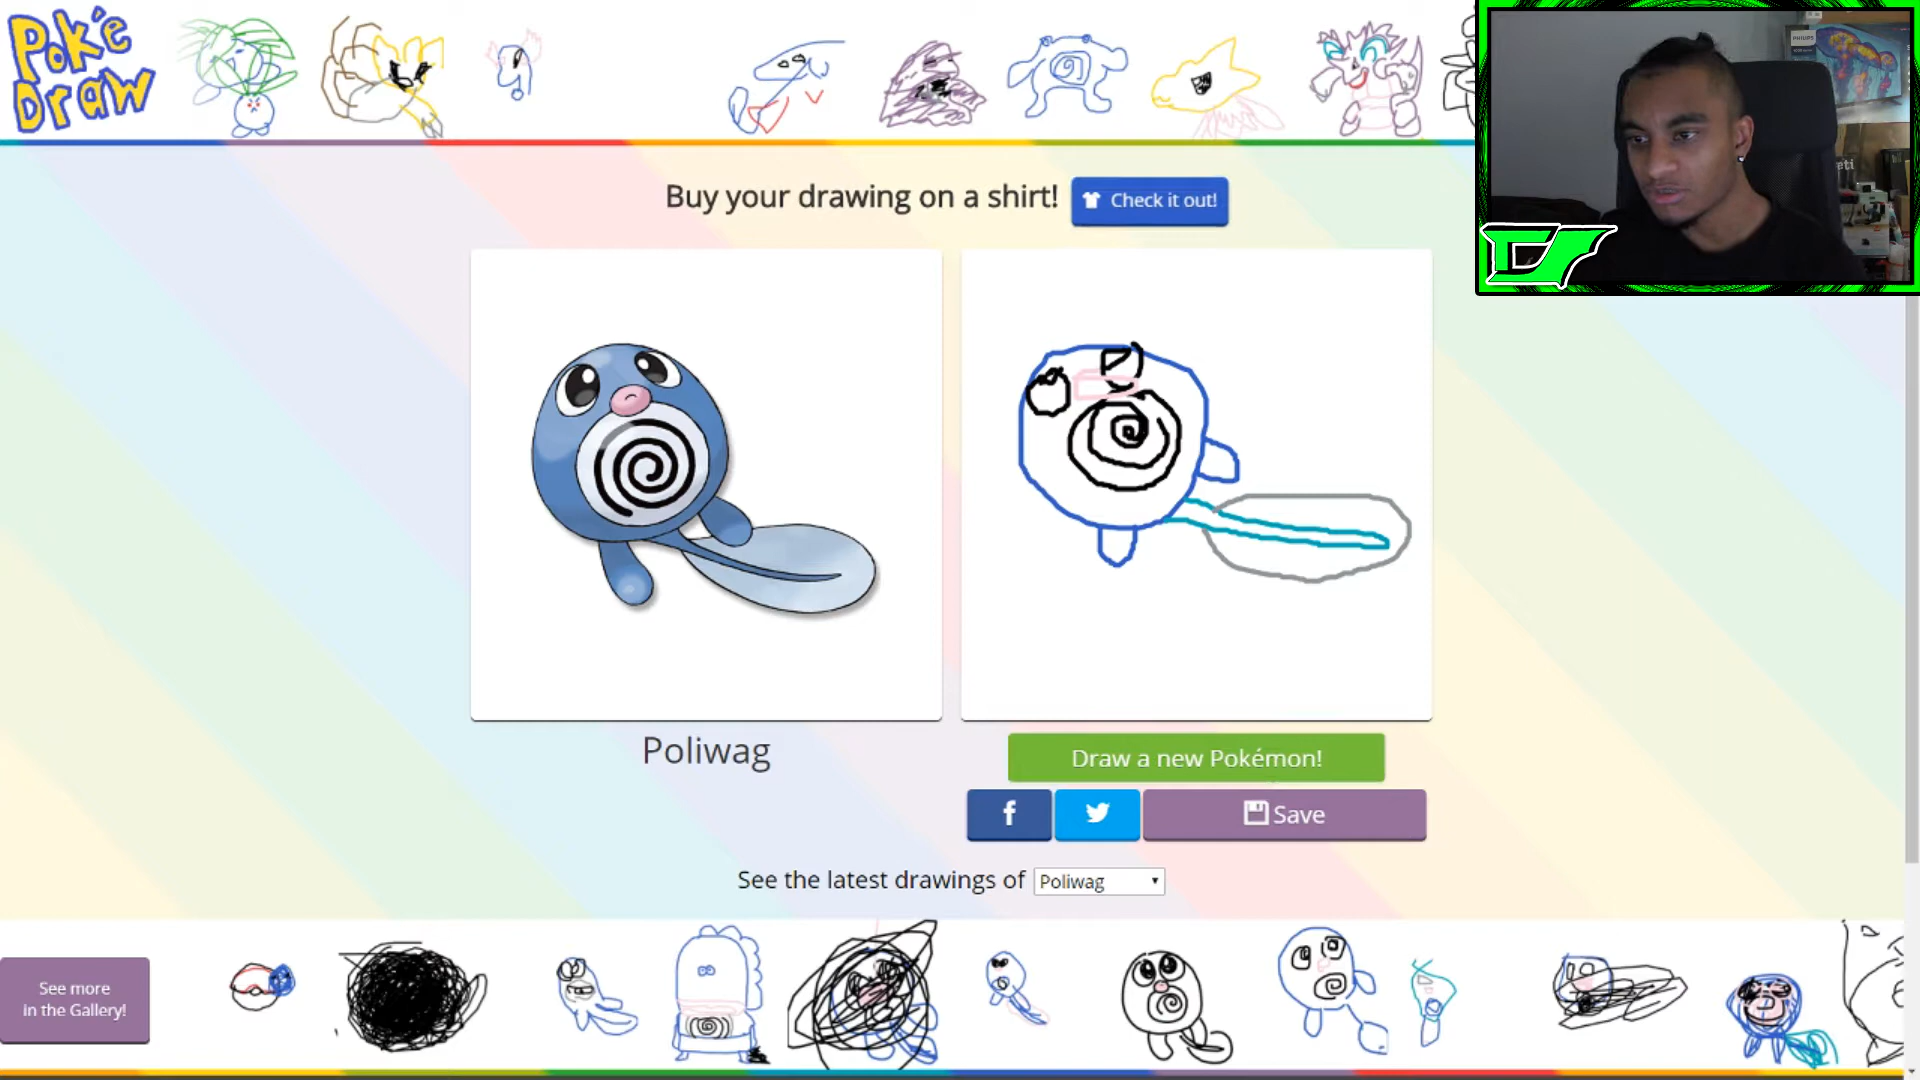 Poké
Draw
Buy your drawing on a shirt!
Check it out!
PHILIPS
Poliwag
Draw a new Pokémon!
f
Save
See the latest drawings of
Poliwag
See more
in the Gallery!